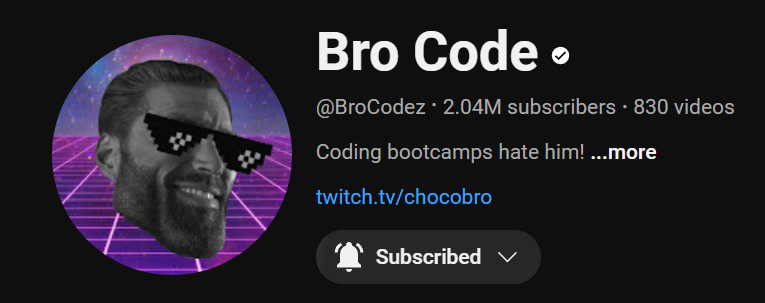 Bro Code
@BroCodez · 2.04M subscribers · 830 videos
Coding bootcamps hate him! ...more
twitch.tv/chocobro
Subscribed